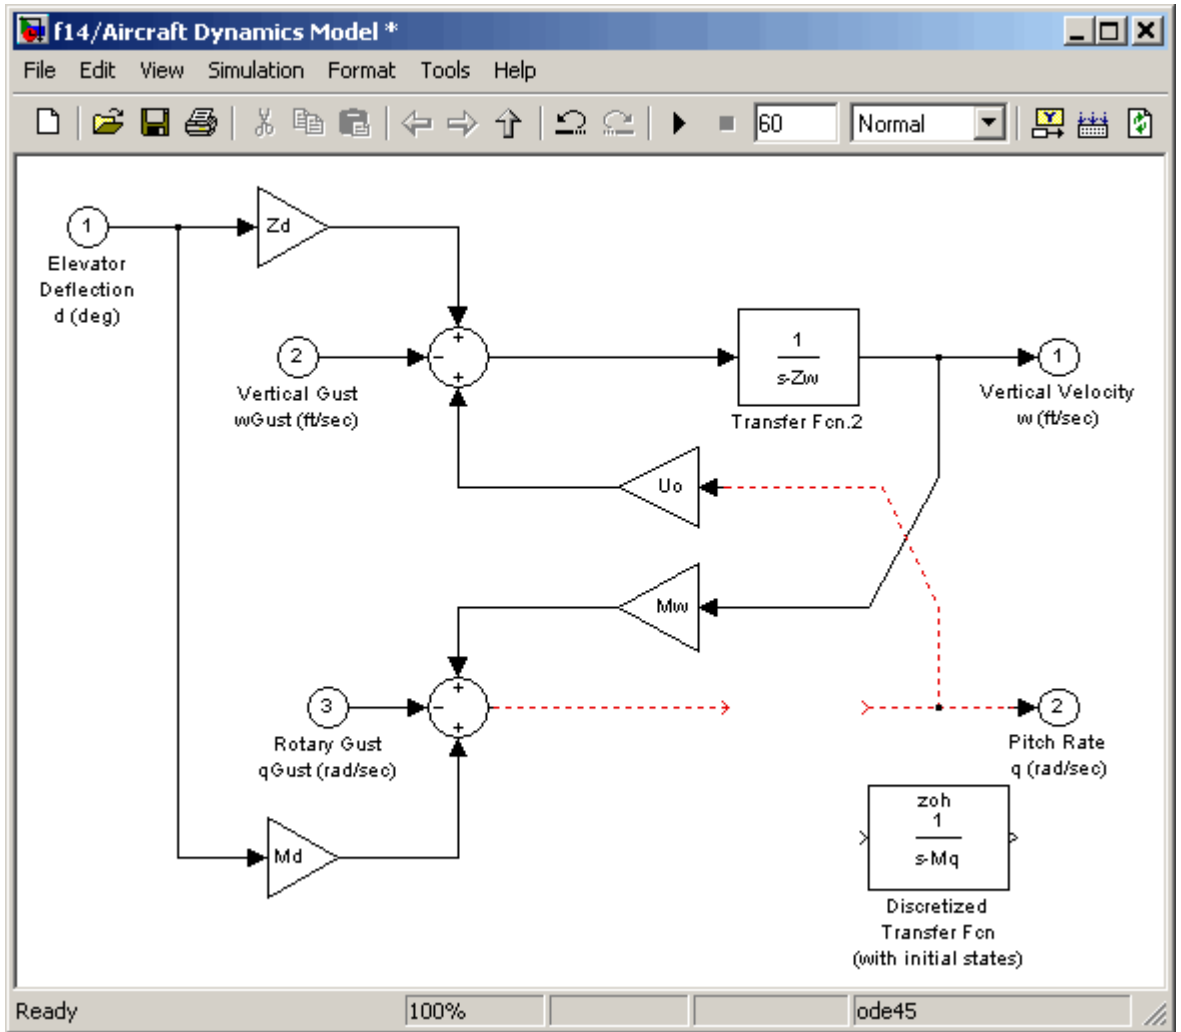 f14/Aircraft Dynamics Model *
File Edit View Simulation Format Tools Help
60 Normal
1
Elevator
Deflection
d (deg)
Zd
2
Vertical Gust
wGust (ft/sec)
+
-
+
1
s-Zw
Transfer Fcn.2
1
Vertical Velocity
w (ft/sec)
Uo
Mw
3
Rotary Gust
qGust (rad/sec)
+
-
+
2
Pitch Rate
q (rad/sec)
Md
zoh
1
s-Mq
Discretized
Transfer Fcn
(with initial states)
Ready 100% ode45